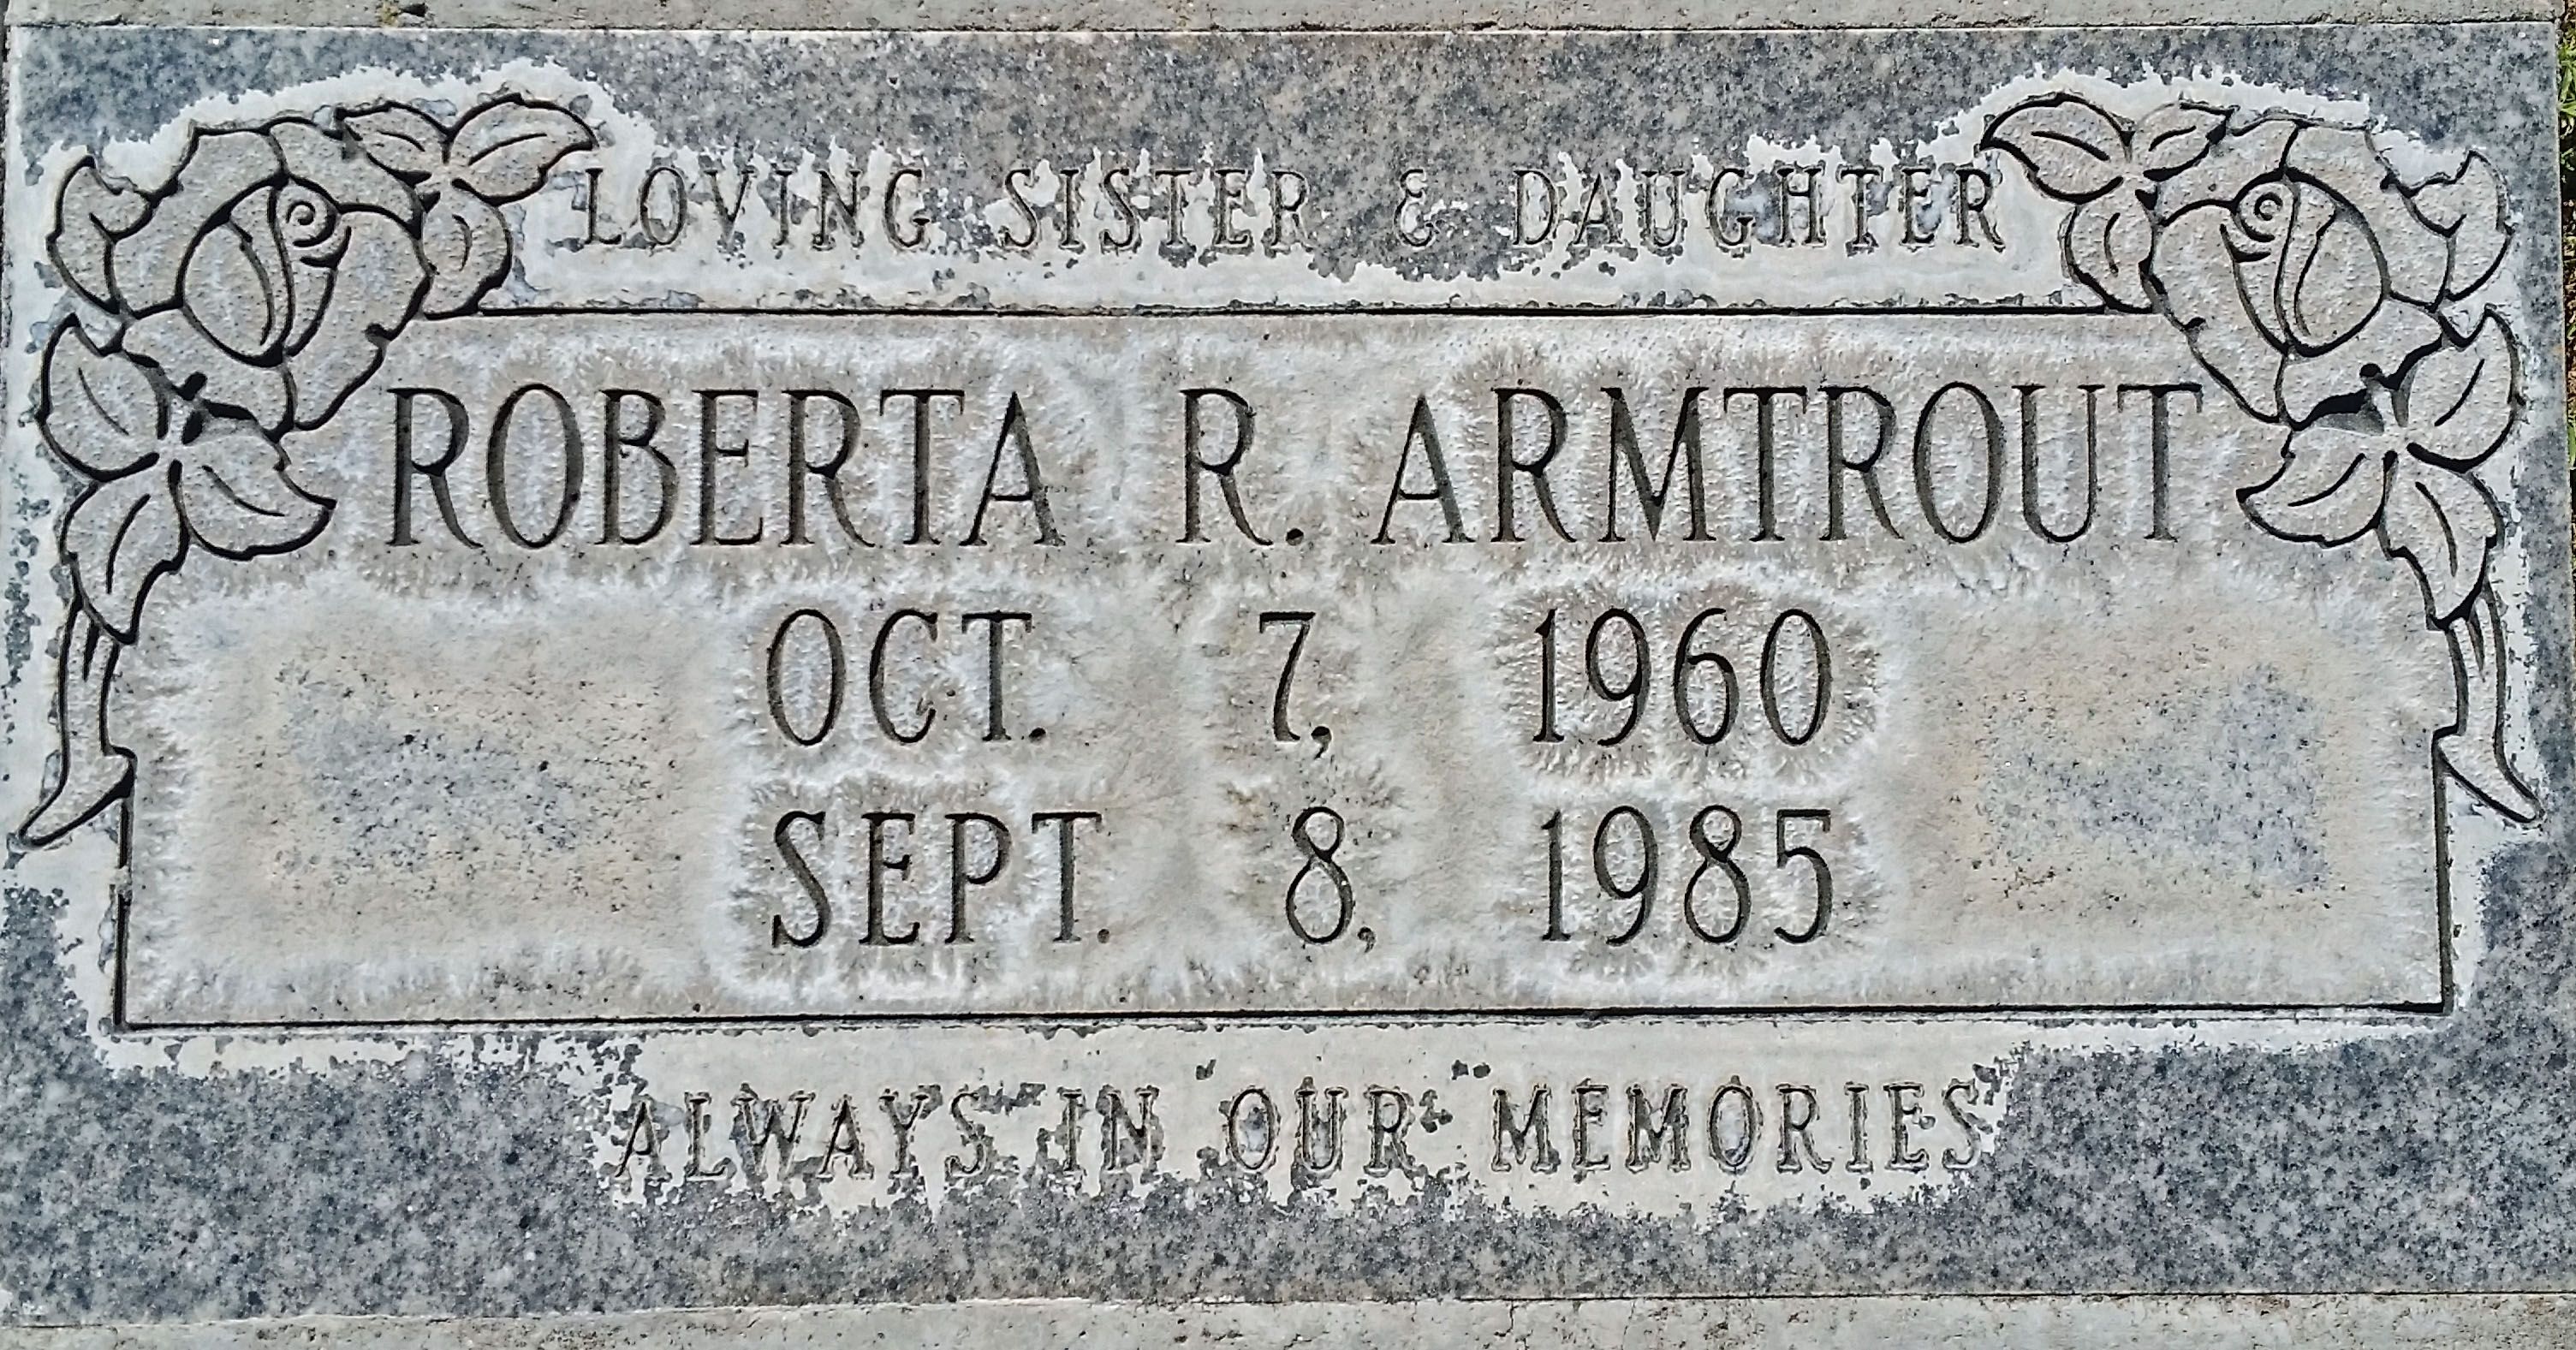 LOVING SISTER & DAUGHTER
ROBERTA R. ARMTROUT
OCT. 7, 1960
SEPT. 8, 1985
ALWAYS IN OUR MEMORIES